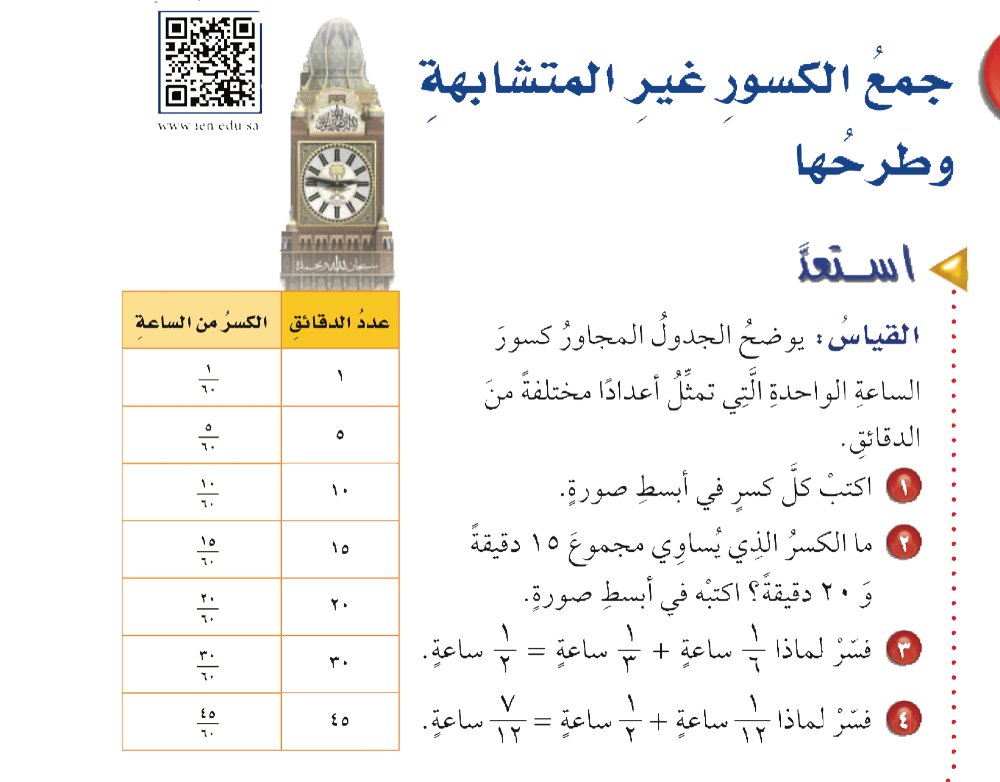 جمعُ الكسورِ غيرِ المتشابهةِ
وطرحُها
www ien edu sa
استعدَّ
القياسُ: يوضحُ الجدولُ المجاورُ كسورَ
الساعةِ الواحدةِ الَّتِي تمثِّلُ أعدادًا مختلفةً منَ
الدقائقِ.
١ اكتبْ كلَّ كسرٍ في أبسطِ صورةٍ.
٢ ما الكسرُ الذِي يُساوِي مجموعَ ١٥ دقيقةً
وَ ٢٠ دقيقةً؟ اكتبْه في أبسطِ صورةٍ.
٣ فسّرْ لماذا ١/٦ ساعةٍ + ١/٣ ساعةٍ = ١/٢ ساعةٍ.
٤ فسّرْ لماذا ١/١٢ ساعةٍ + ١/٢ ساعةٍ = ٧/١٢ ساعةٍ.
عددُ الدقائقِ الكسرُ من الساعةِ
١ ١/٦٠
٥ ٥/٦٠
١٠ ١٠/٦٠
١٥ ١٥/٦٠
٢٠ ٢٠/٦٠
٣٠ ٣٠/٦٠
٤٥ ٤٥/٦٠